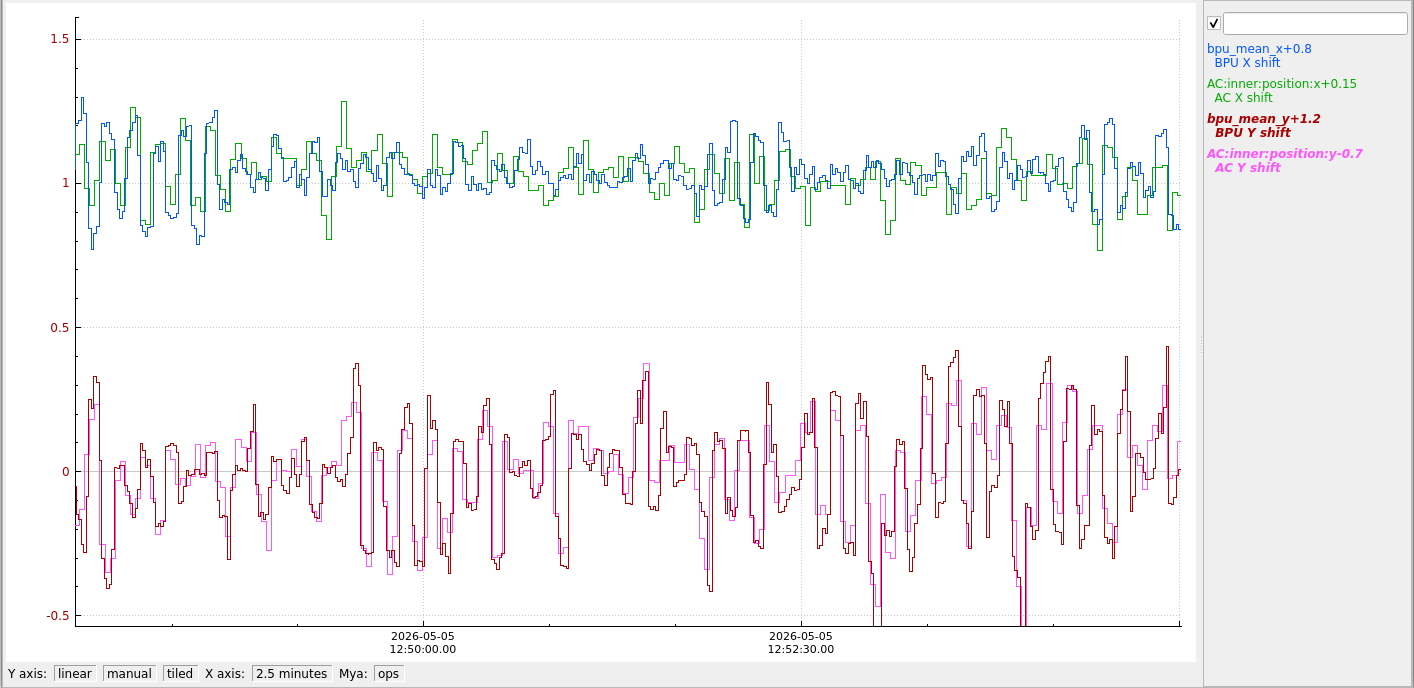 1.5
1
0.5
0
-0.5
2026-05-05
12:50:00.00
2026-05-05
12:52:30.00
bpu_mean_x+0.8
BPU X shift
AC:inner:position:x+0.15
AC X shift
bpu_mean_y+1.2
BPU Y shift
AC:inner:position:y-0.7
AC Y shift
Y axis: linear manual tiled X axis: 2.5 minutes Mya: ops